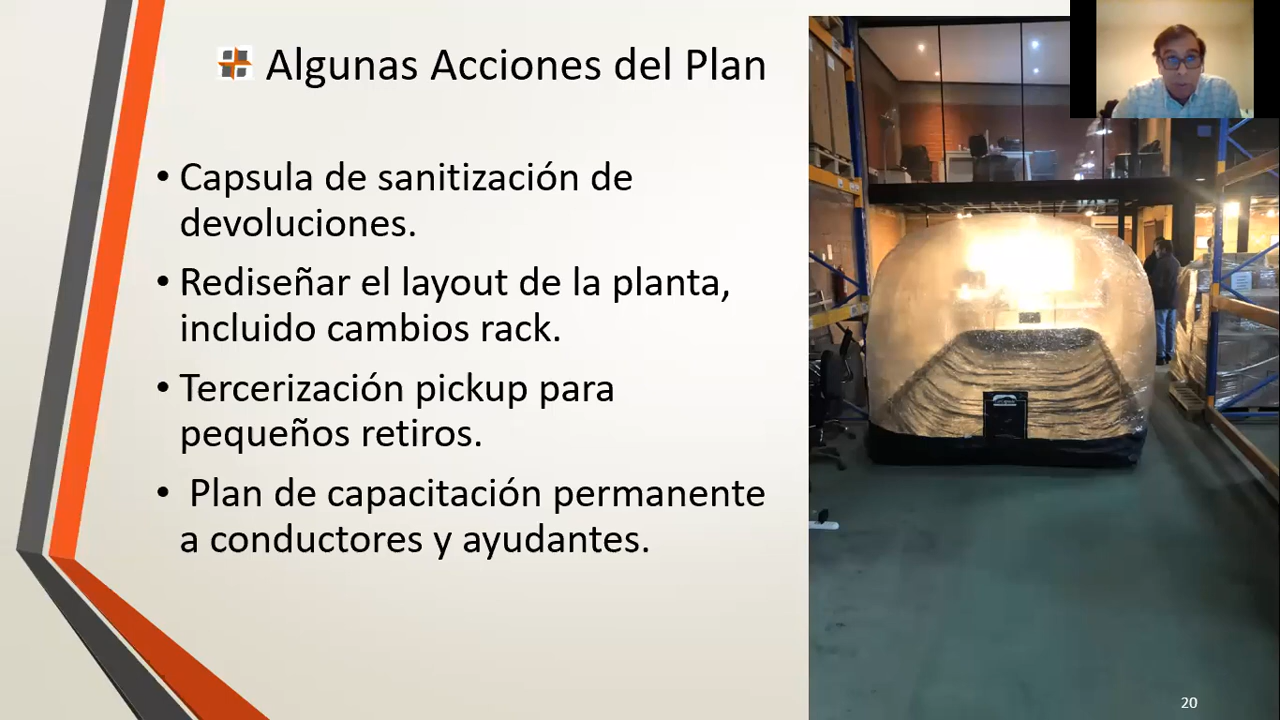 Algunas Acciones del Plan
• Capsula de sanitización de
devoluciones.
• Rediseñar el layout de la planta,
incluido cambios rack.
• Tercerización pickup para
pequeños retiros.
• Plan de capacitación permanente
a conductores y ayudantes.
20